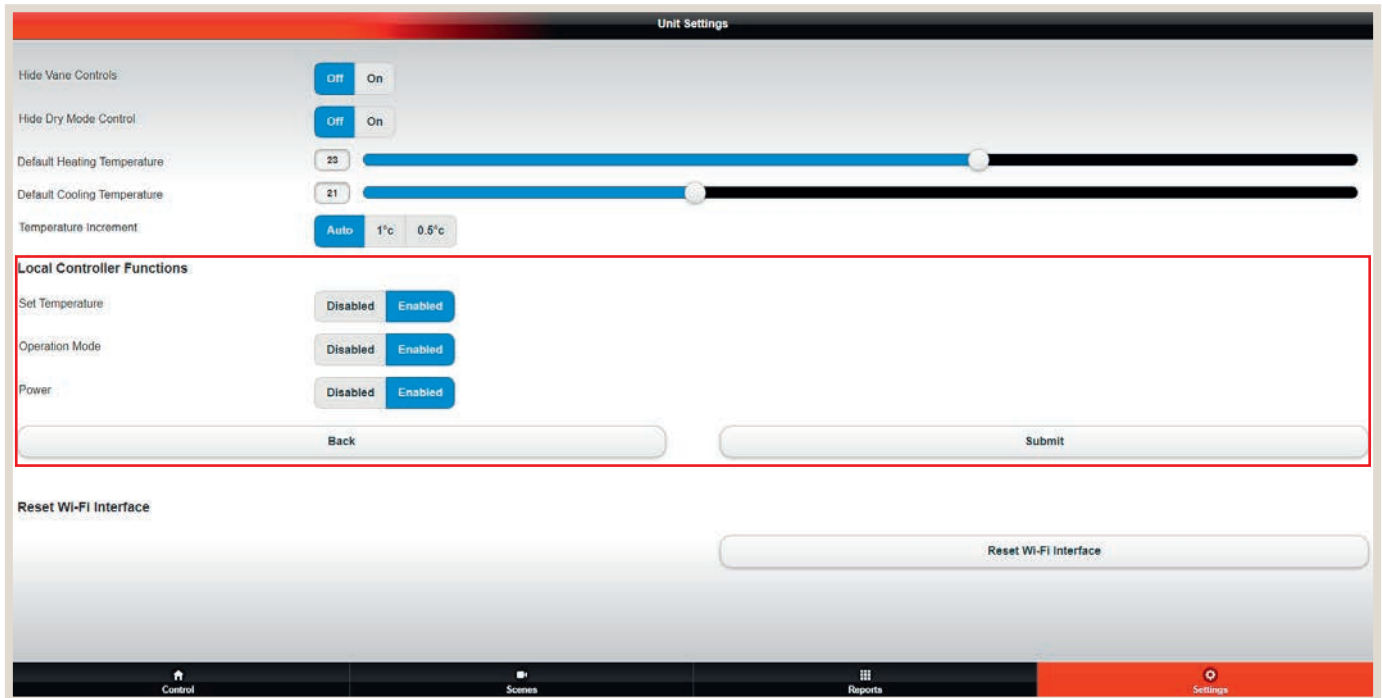 Unit Settings
Hide Vane Controls
Off On
Hide Dry Mode Control
Off On
Default Heating Temperature
23
Default Cooling Temperature
21
Temperature Increment
Auto 1°c 0.5°c
Local Controller Functions
Set Temperature
Disabled Enabled
Operation Mode
Disabled Enabled
Power
Disabled Enabled
Back Submit
Reset Wi-Fi Interface
Reset Wi-Fi Interface
Control Scenes Reports Settings